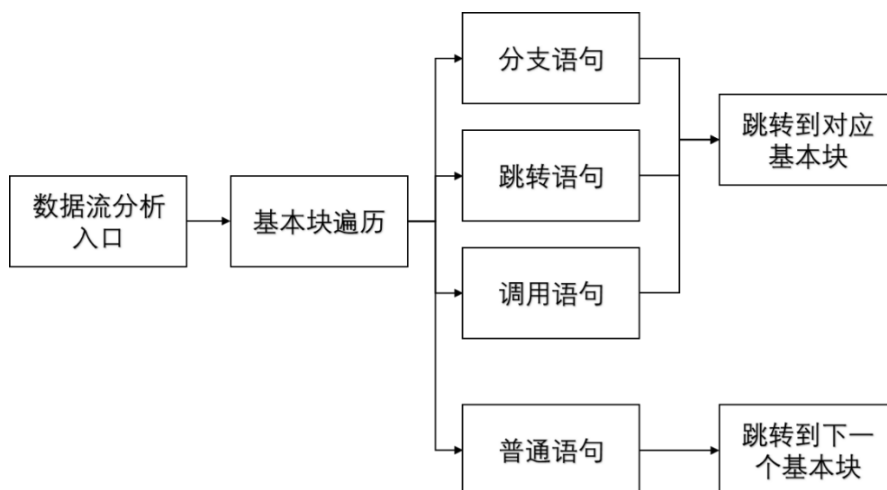 数据流分析
入口
基本块遍历
分支语句
跳转语句
调用语句
普通语句
跳转到对应
基本块
跳转到下一
个基本块